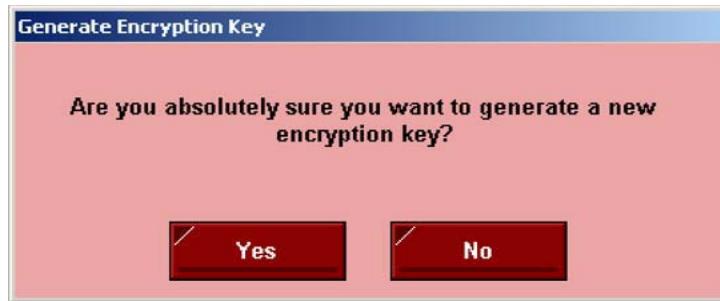 Generate Encryption Key
Are you absolutely sure you want to generate a new
encryption key?
Yes
No